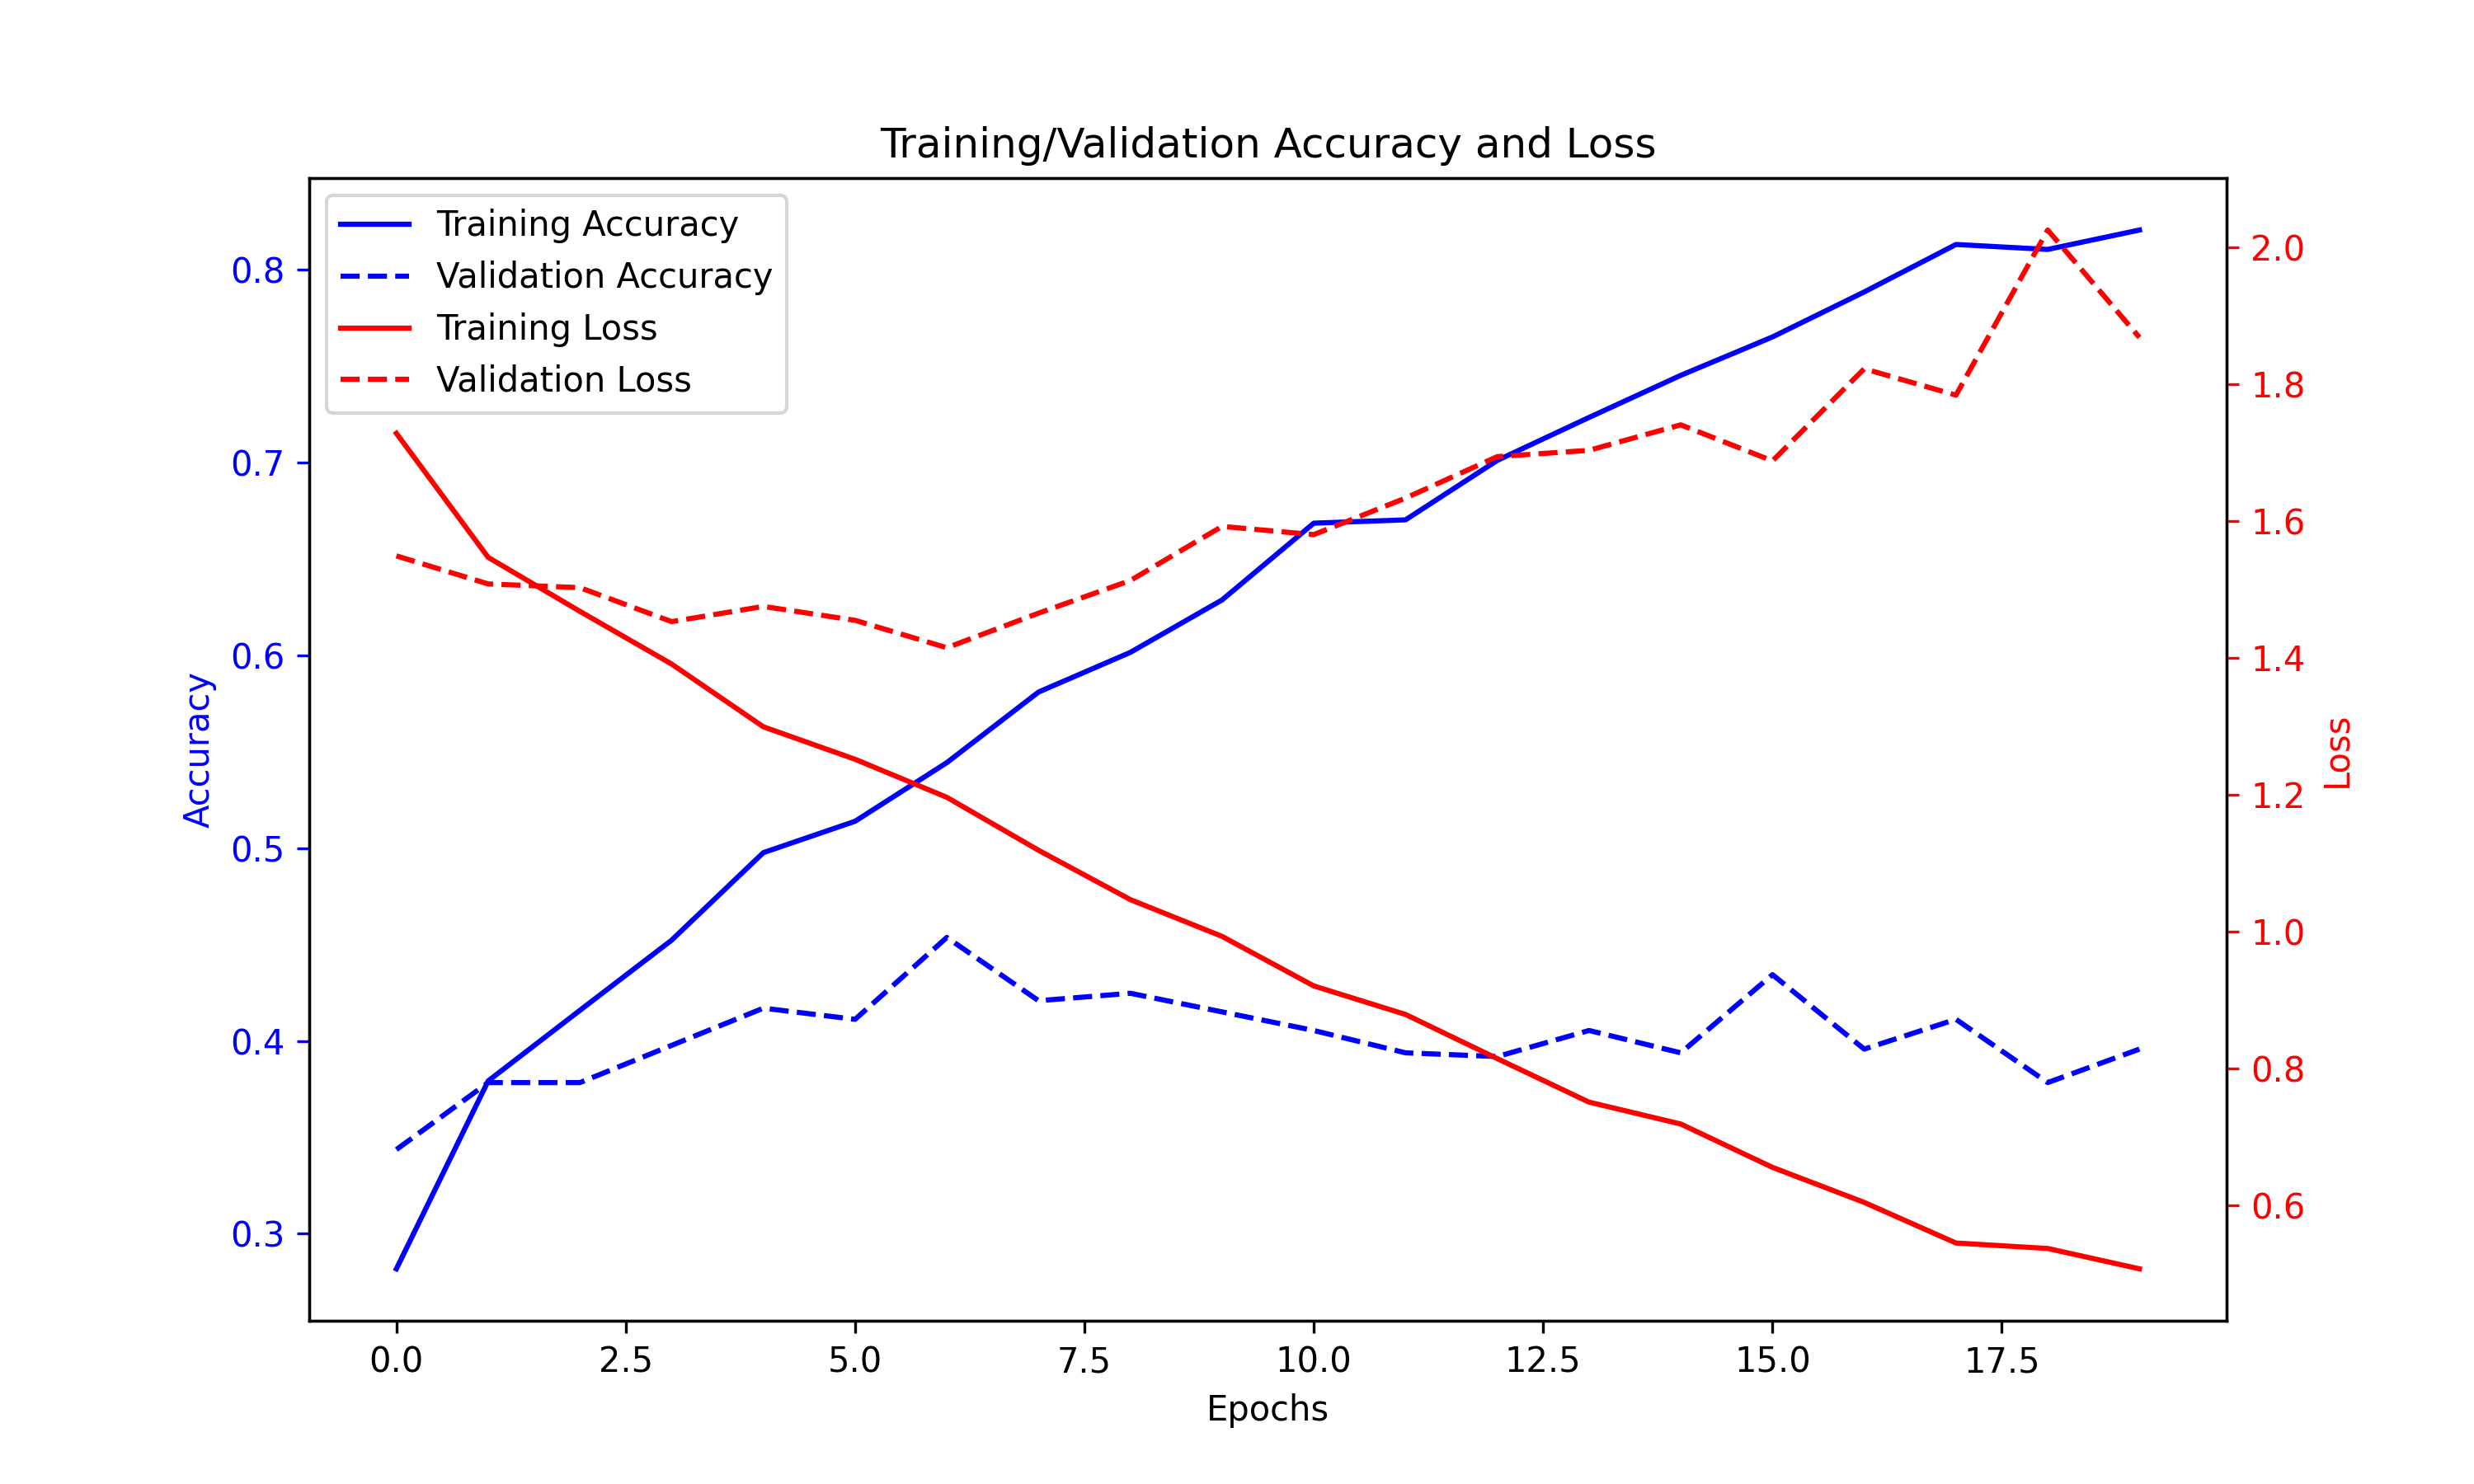 Training/Validation Accuracy and Loss
Training Accuracy
Validation Accuracy
Training Loss
Validation Loss
Accuracy
0.8
0.7
0.6
0.5
0.4
0.3
Loss
2.0
1.8
1.6
1.4
1.2
1.0
0.8
0.6
0.0 2.5 5.0 7.5 10.0 12.5 15.0 17.5
Epochs